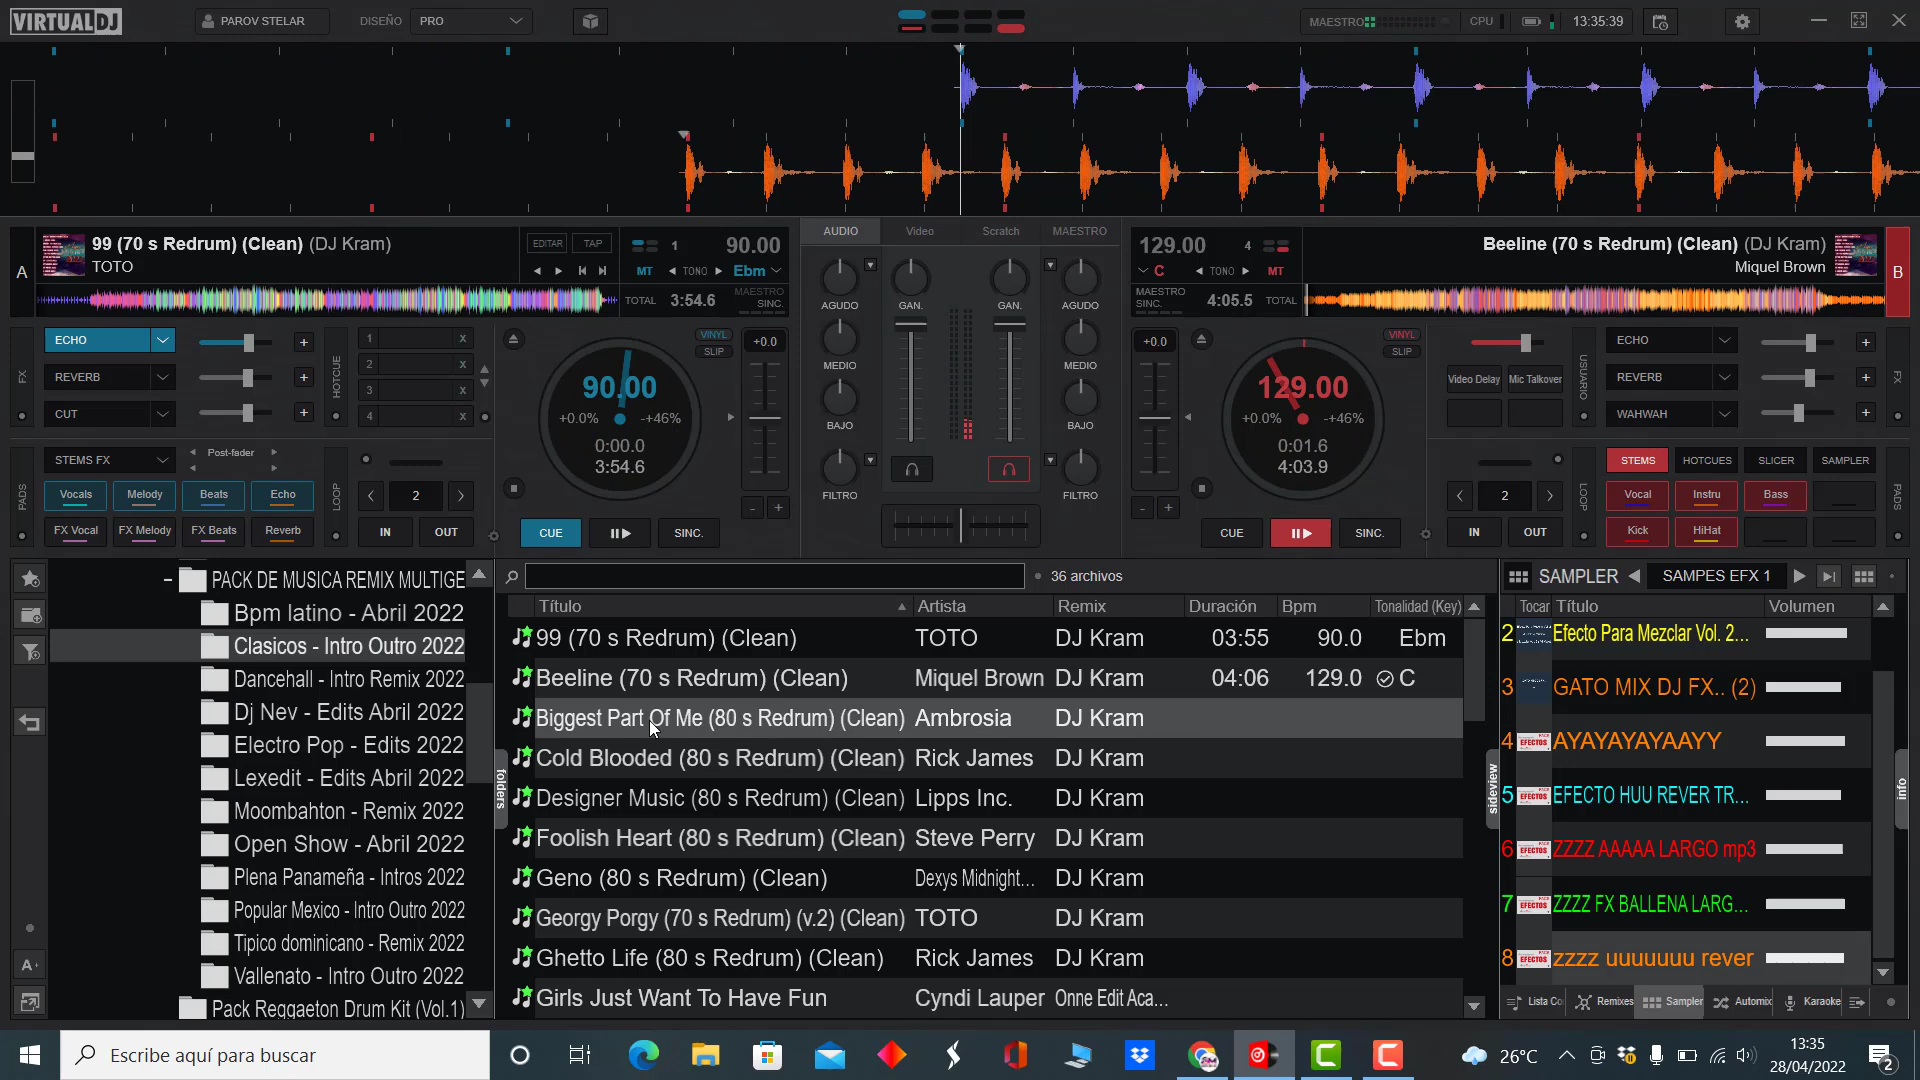 VIRTUALDJ
PAROV STELAR
DISEÑO
PRO
MAESTRO
CPU
13:35:39
A
99 (70 s Redrum) (Clean) (DJ Kram)
TOTO
EDITAR
TAP
1
90.00
MT
TONO
Ebm
TOTAL
3:54.6
MAESTRO
SINC.
AUDIO
Video
Scratch
MAESTRO
129.00
4
C
TONO
MT
MAESTRO
SINC.
4:05.5
TOTAL
Beeline (70 s Redrum) (Clean) (DJ Kram)
Miquel Brown
B
AGUDO
GAN.
GAN.
AGUDO
MEDIO
MEDIO
BAJO
BAJO
FILTRO
FILTRO
FX
ECHO
REVERB
CUT
HOTCUE
1 x
2 x
3 x
4 x
VINYL
SLIP
+0.0
90.00
+0.0%
-+46%
0:00.0
3:54.6
+0.0
VINYL
SLIP
129.00
+0.0%
-+46%
0:01.6
4:03.9
Video Delay
Mic Talkover
USUARIO
ECHO
REVERB
WAHWAH
FX
PADS
STEMS FX
Post-fader
Vocals
Melody
Beats
Echo
FX Vocal
FX Melody
FX Beats
Reverb
LOOP
2
IN
OUT
CUE
SINC.
- +
- +
CUE
SINC.
2
IN
OUT
LOOP
STEMS
HOTCUES
SLICER
SAMPLER
Vocal
Instru
Bass
Kick
HiHat
PADS
PACK DE MUSICA REMIX MULTIGE
Bpm latino - Abril 2022
Clasicos - Intro Outro 2022
Dancehall - Intro Remix 2022
Dj Nev - Edits Abril 2022
Electro Pop - Edits 2022
Lexedit - Edits Abril 2022
Moombahton - Remix 2022
Open Show - Abril 2022
Plena Panameña - Intros 2022
Popular Mexico - Intro Outro 2022
Tipico dominicano - Remix 2022
Vallenato - Intro Outro 2022
Pack Reggaeton Drum Kit (Vol.1)
folders
36 archivos
Título
Artista
Remix
Duración
Bpm
Tonalidad (Key)
99 (70 s Redrum) (Clean) TOTO DJ Kram 03:55 90.0 Ebm
Beeline (70 s Redrum) (Clean) Miquel Brown DJ Kram 04:06 129.0 C
Biggest Part Of Me (80 s Redrum) (Clean) Ambrosia DJ Kram
Cold Blooded (80 s Redrum) (Clean) Rick James DJ Kram
Designer Music (80 s Redrum) (Clean) Lipps Inc. DJ Kram
Foolish Heart (80 s Redrum) (Clean) Steve Perry DJ Kram
Geno (80 s Redrum) (Clean) Dexys Midnight... DJ Kram
Georgy Porgy (70 s Redrum) (v.2) (Clean) TOTO DJ Kram
Ghetto Life (80 s Redrum) (Clean) Rick James DJ Kram
Girls Just Want To Have Fun Cyndi Lauper Onne Edit Aca...
sideview
SAMPLER
SAMPES EFX 1
Tocar
Título
Volumen
2 Efecto Para Mezclar Vol. 2...
3 GATO MIX DJ FX.. (2)
4 EFECTOS AYAYAYAYAAYY
5 EFECTOS EFECTO HUU REVER TR...
6 EFECTOS ZZZZ AAAAA LARGO mp3
7 EFECTOS ZZZZ FX BALLENA LARG...
8 EFECTOS zzzz uuuuuuu rever
info
Lista Co
Remixes
Sampler
Automix
Karaoke
A+
Escribe aquí para buscar
26°C
13:35
28/04/2022
2